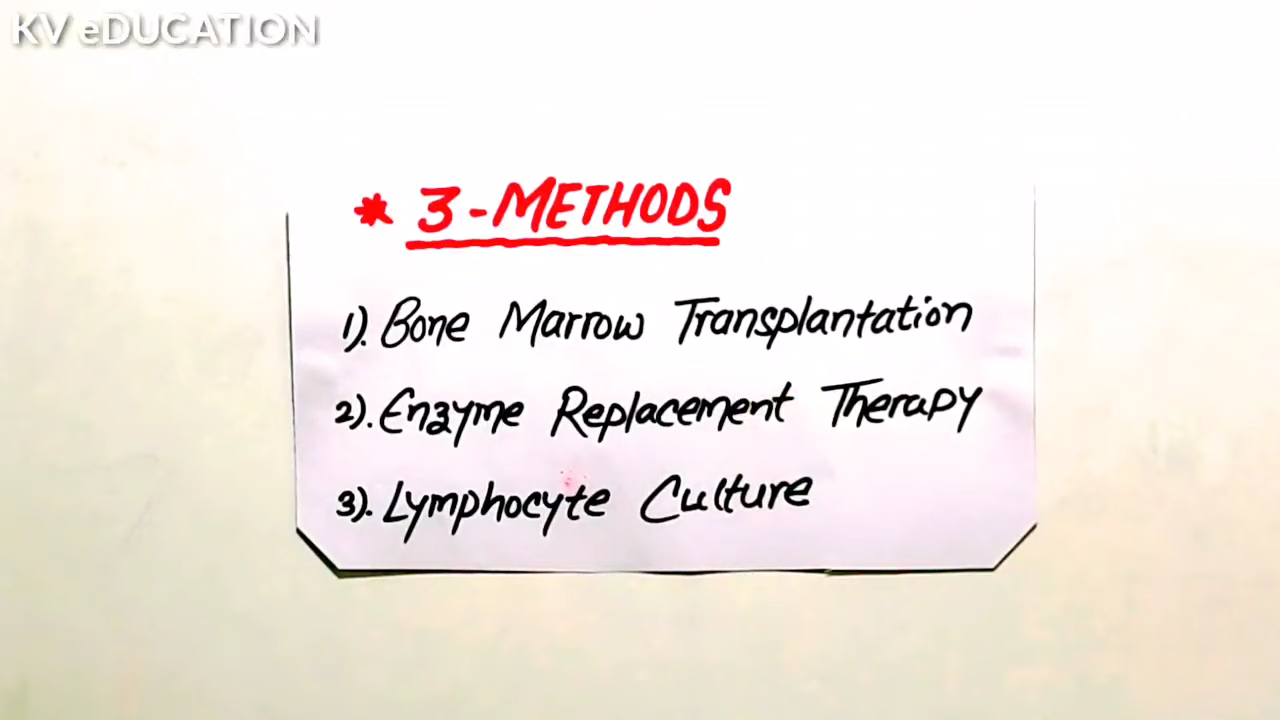 KV eDUCATION
* 3-METHODS
1). Bone Marrow Transplantation
2). Enzyme Replacement Therapy
3). Lymphocyte Culture